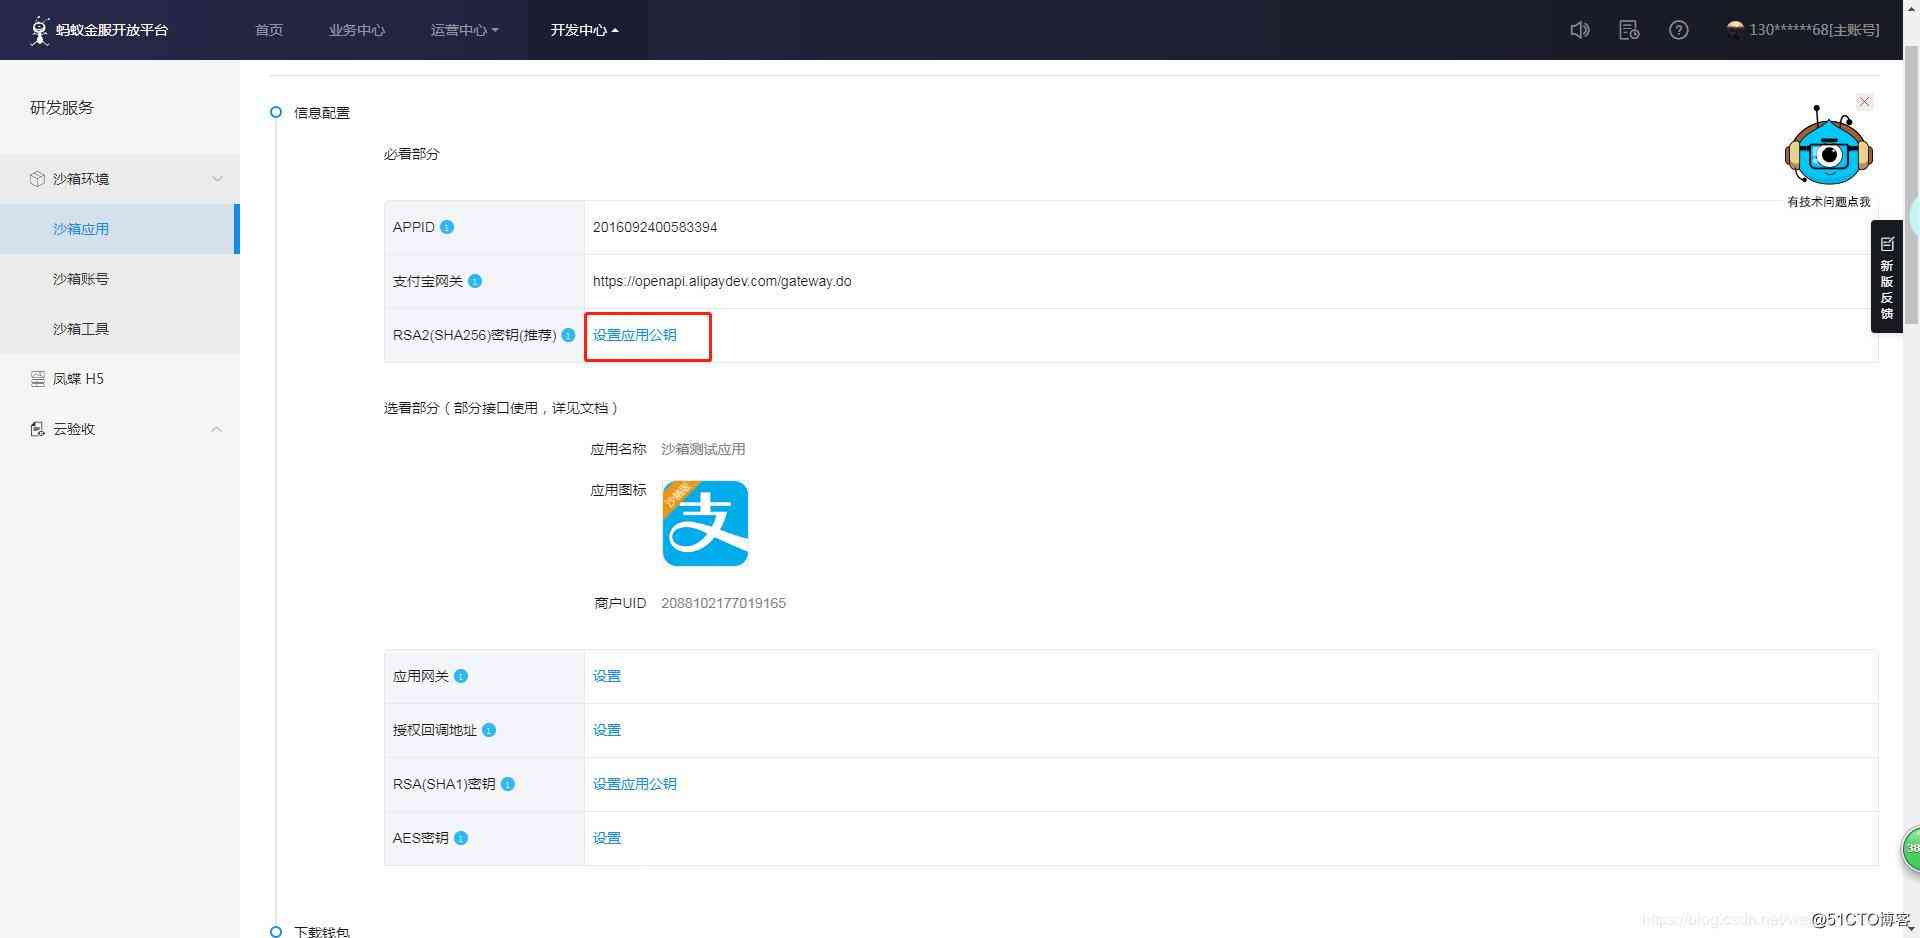 蚂蚁金服开放平台 首页 业务中心 运营中心 开发中心 130******68[主账号]
研发服务
沙箱环境
沙箱应用
沙箱账号
沙箱工具
凤蝶 H5
云验收
信息配置
必看部分
有技术问题点我
新版反馈
APPID 2016092400583394
支付宝网关 https://openapi.alipaydev.com/gateway.do
RSA2(SHA256)密钥(推荐) 设置应用公钥
选看部分（部分接口使用，详见文档）
应用名称 沙箱测试应用
应用图标
沙箱版
支
商户UID 2088102177019165
应用网关 设置
授权回调地址 设置
RSA(SHA1)密钥 设置应用公钥
AES密钥 设置
38
下载钱包
https://blog.csdn.net/we
@51CTO博客